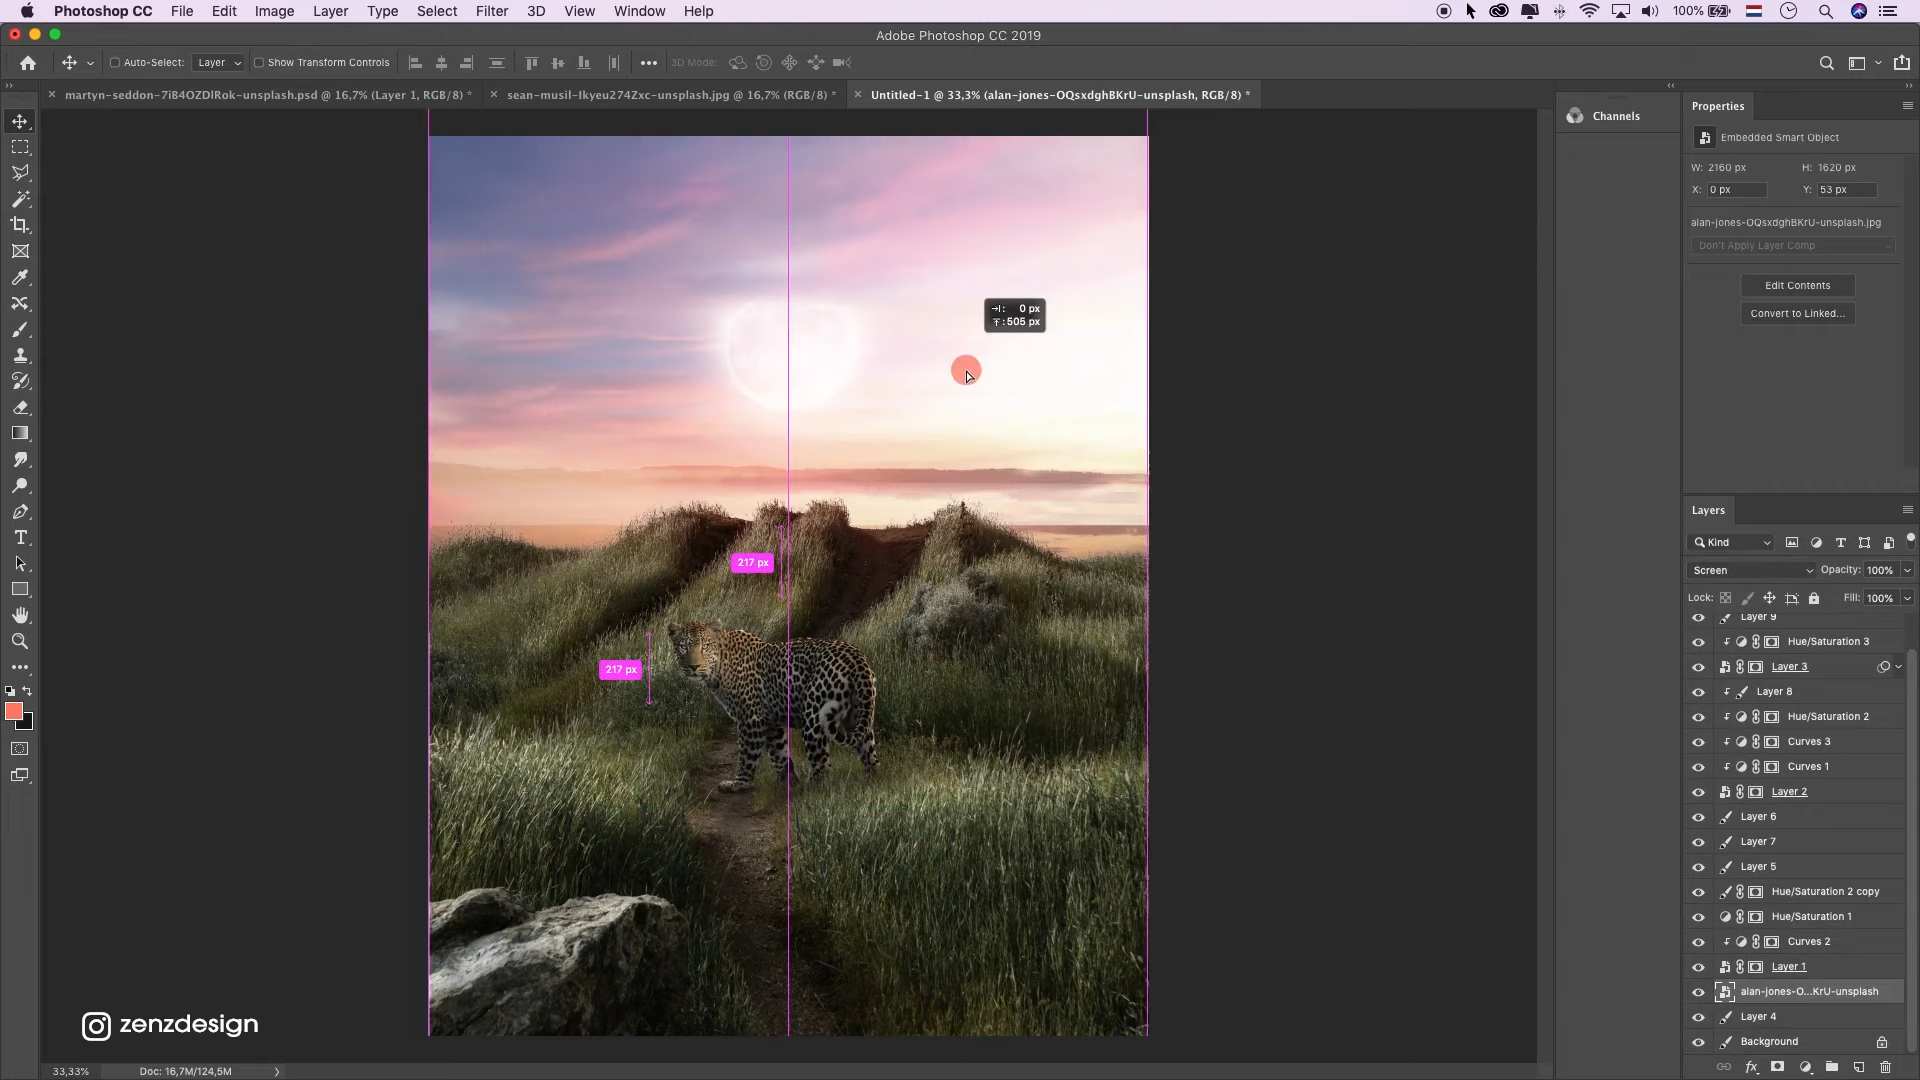 Photoshop CC File Edit Image Layer Type Select Filter 3D View Window Help 100%
Adobe Photoshop CC 2019
Auto-Select: Layer Show Transform Controls 3D Mode:
martyn-seddon-7iB4OZDlRok-unsplash.psd @ 16,7% (Layer 1, RGB/8) * sean-musil-Ikyeu274Zxc-unsplash.jpg @ 16,7% (RGB/8) * Untitled-1 @ 33,3% (alan-jones-OQsxdghBKrU-unsplash, RGB/8) *
Channels
Properties
Embedded Smart Object
W: 2160 px H: 1620 px
X: 0 px Y: 53 px
alan-jones-OQsxdghBKrU-unsplash.jpg
Don't Apply Layer Comp
Edit Contents
Convert to Linked...
0 px
505 px
217 px
217 px
Layers
Kind
Screen Opacity: 100%
Lock: Fill: 100%
Layer 9
Hue/Saturation 3
Layer 3
Layer 8
Hue/Saturation 2
Curves 3
Curves 1
Layer 2
Layer 6
Layer 7
Layer 5
Hue/Saturation 2 copy
Hue/Saturation 1
Curves 2
Layer 1
alan-jones-O...KrU-unsplash
Layer 4
Background
zenzdesign
33,33% Doc: 16,7M/124,5M